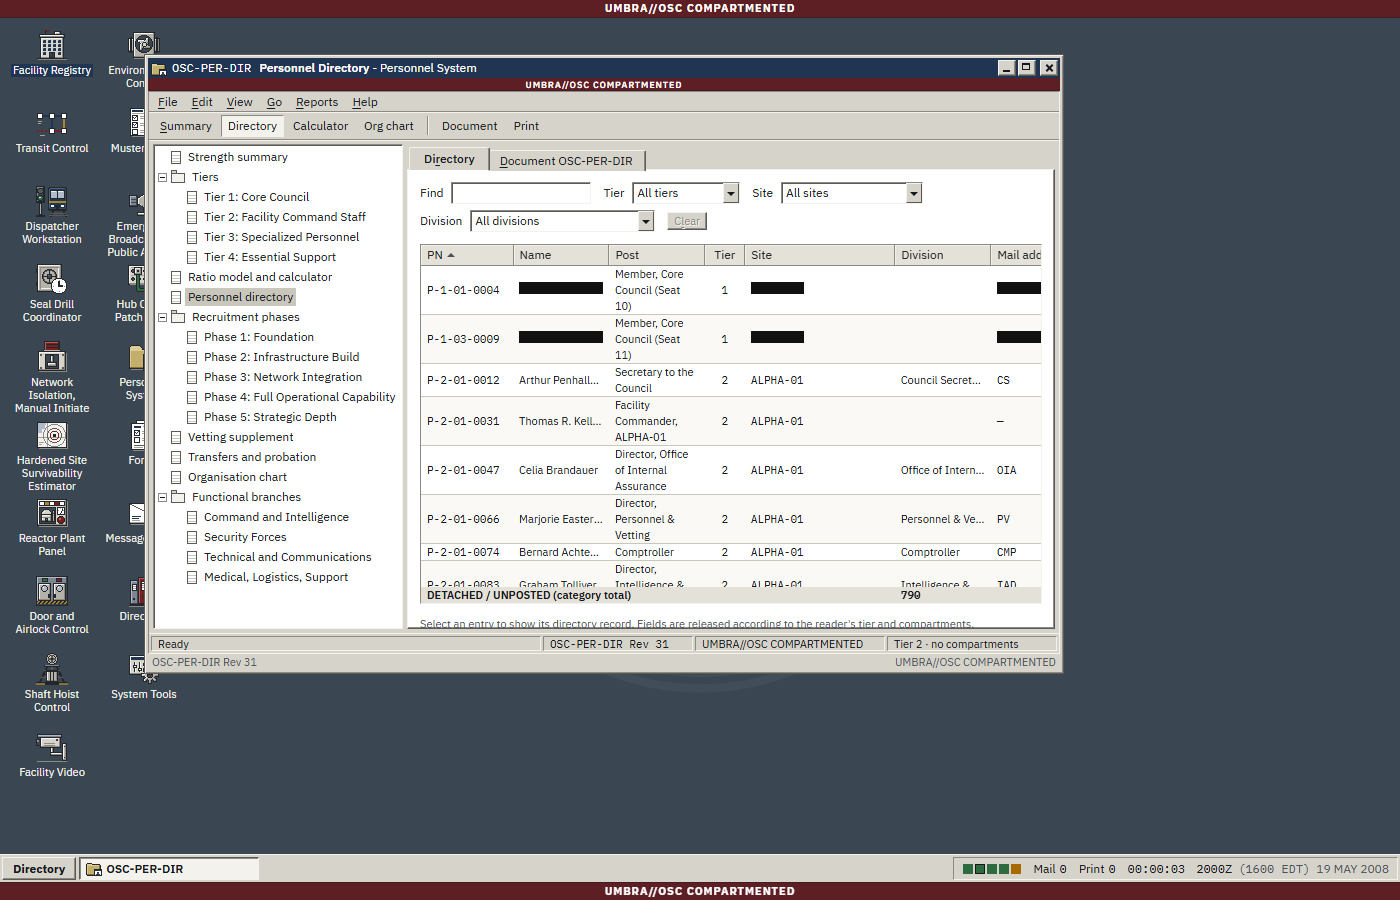 UMBRA//OSC COMPARTMENTED
Facility Registry
Transit Control
Dispatcher
Workstation
Seal Drill
Coordinator
Network
Isolation,
Manual Initiate
Hardened Site
Survivability
Estimator
Reactor Plant
Panel
Door and
Airlock Control
Shaft Hoist
Control
Facility Video
System Tools
OSC-PER-DIR Personnel Directory - Personnel System
UMBRA//OSC COMPARTMENTED
File Edit View Go Reports Help
Summary Directory Calculator Org chart Document Print
Strength summary
Tiers
Tier 1: Core Council
Tier 2: Facility Command Staff
Tier 3: Specialized Personnel
Tier 4: Essential Support
Ratio model and calculator
Personnel directory
Recruitment phases
Phase 1: Foundation
Phase 2: Infrastructure Build
Phase 3: Network Integration
Phase 4: Full Operational Capability
Phase 5: Strategic Depth
Vetting supplement
Transfers and probation
Organisation chart
Functional branches
Command and Intelligence
Security Forces
Technical and Communications
Medical, Logistics, Support
Directory Document OSC-PER-DIR
Find Tier All tiers Site All sites
Division All divisions Clear
PN Name Post Tier Site Division Mail add
P-1-01-0004 Member, Core Council (Seat 10) 1
P-1-03-0009 Member, Core Council (Seat 11) 1
P-2-01-0012 Arthur Penhall... Secretary to the Council 2 ALPHA-01 Council Secret... CS
P-2-01-0031 Thomas R. Kell... Facility Commander, ALPHA-01 2 ALPHA-01 —
P-2-01-0047 Celia Brandauer Director, Office of Internal Assurance 2 ALPHA-01 Office of Intern... OIA
P-2-01-0066 Marjorie Easter... Director, Personnel & Vetting 2 ALPHA-01 Personnel & Ve... PV
P-2-01-0074 Bernard Achte... Comptroller 2 ALPHA-01 Comptroller CMP
P-2-01-0083 Graham Tolliver Director, Intelligence & 2 ALPHA-01 Intelligence & IAD
DETACHED / UNPOSTED (category total) 790
Select an entry to show its directory record. Fields are released according to the reader's tier and compartments.
Ready OSC-PER-DIR Rev 31 UMBRA//OSC COMPARTMENTED Tier 2 · no compartments
OSC-PER-DIR Rev 31 UMBRA//OSC COMPARTMENTED
Directory OSC-PER-DIR Mail 0 Print 0 00:00:03 2000Z (1600 EDT) 19 MAY 2008
UMBRA//OSC COMPARTMENTED